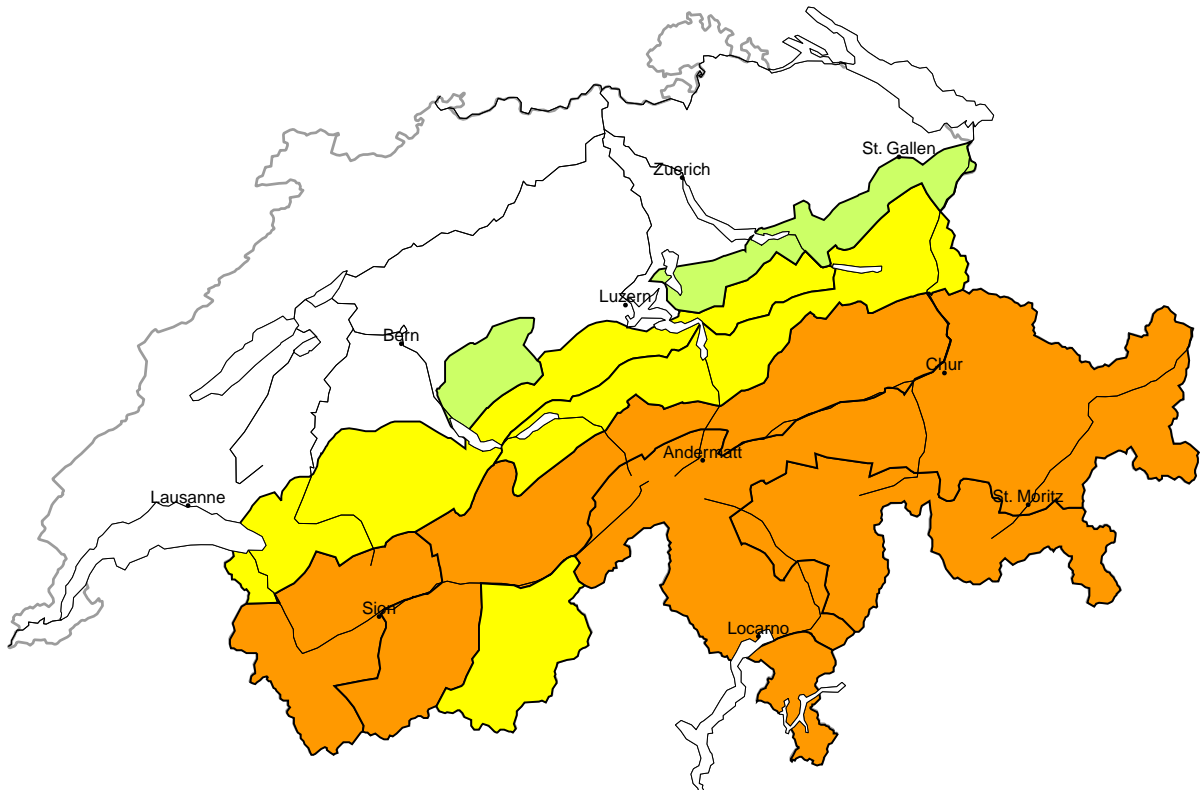 St. Gallen
Zuerich
Luzern
Bern
Chur
Andermatt
Lausanne
St. Moritz
Sion
Locarno